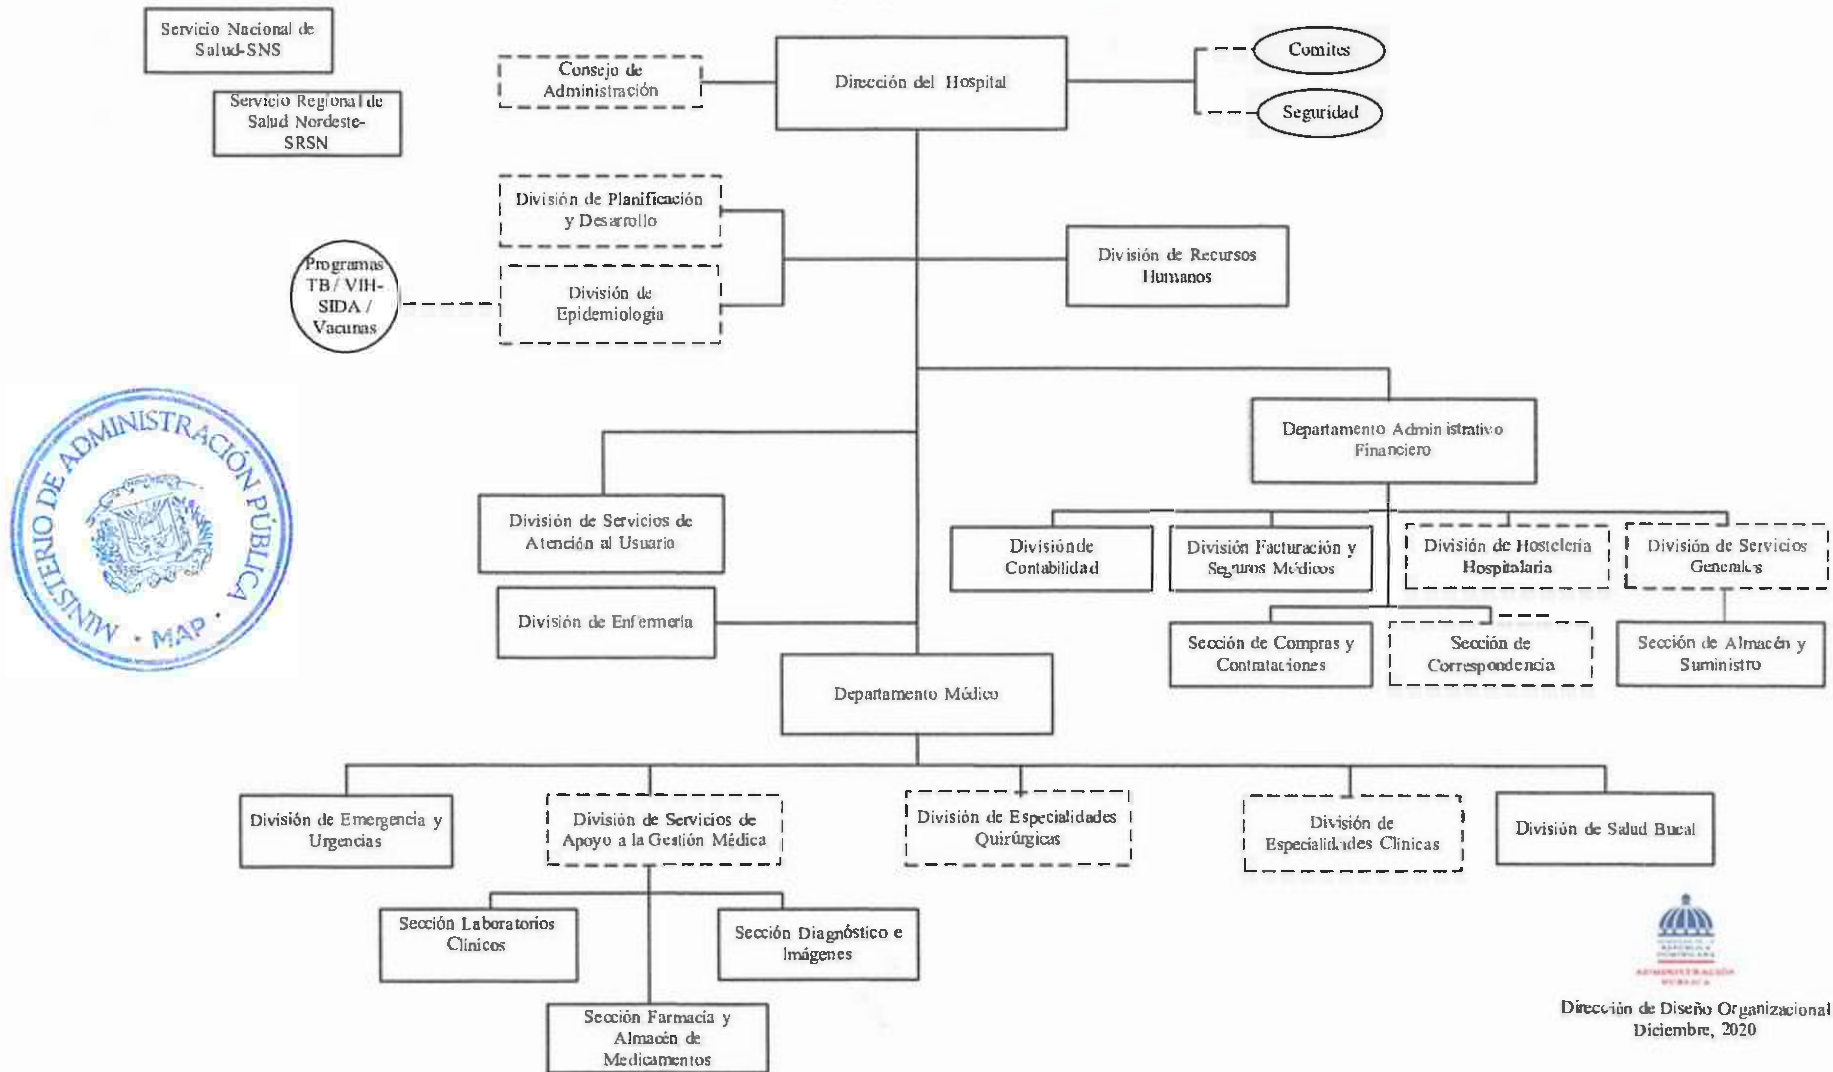 Servicio Nacional de
Salud-SNS
Servicio Regional de
Salud Nordeste-
SRSN
Consejo de
Administración
Dirección del Hospital
Comites
Seguridad
División de Planificación
y Desarrollo
División de
Epidemiología
Programas
TB / VIH-
SIDA /
Vacunas
División de Recursos
Humanos
MINISTERIO DE ADMINISTRACIÓN PÚBLICA
· MAP ·
Departamento Administrativo
Financiero
División de Servicios de
Atención al Usuario
División de
Contabilidad
División Facturación y
Seguros Médicos
División de Hostelería
Hospitalaria
División de Servicios
Generales
División de Enfermería
Sección de Compras y
Contrataciones
Sección de
Correspondencia
Sección de Almacén y
Suministro
Departamento Médico
División de Emergencia y
Urgencias
División de Servicios de
Apoyo a la Gestión Médica
División de Especialidades
Quirúrgicas
División de
Especialidades Clínicas
División de Salud Bucal
Sección Laboratorios
Clínicos
Sección Diagnóstico e
Imágenes
Sección Farmacia y
Almacén de
Medicamentos
REPÚBLICA
DOMINICANA
ADMINISTRACIÓN
PÚBLICA
Dirección de Diseño Organizacional
Diciembre, 2020